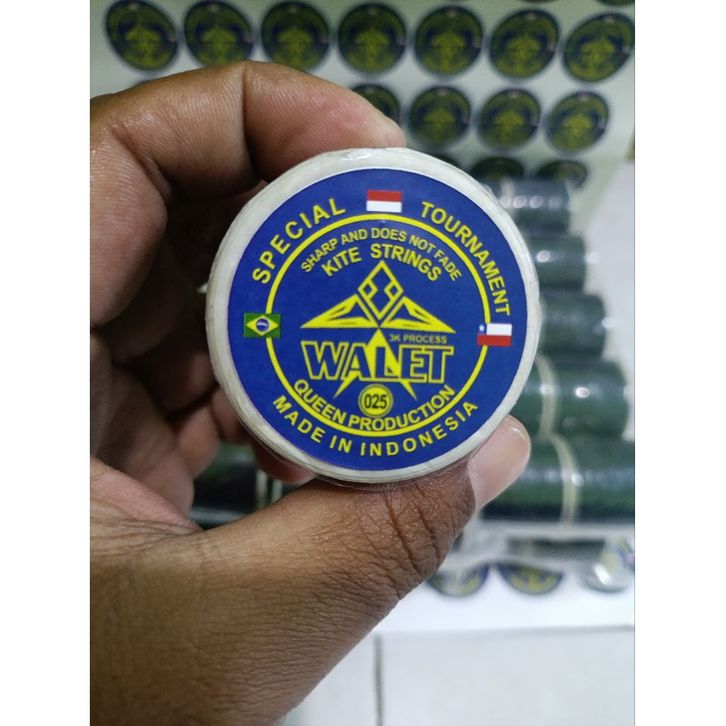 SPECIAL TOURNAMENT
SHARP AND DOES NOT FADE
KITE STRINGS
3K PROCESS
WALET
025
QUEEN PRODUCTION
MADE IN INDONESIA